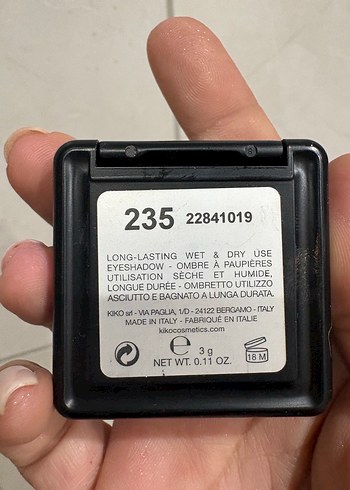 235 22841019
LONG-LASTING WET & DRY USE
EYESHADOW - OMBRE À PAUPIÈRES
UTILISATION SÈCHE ET HUMIDE,
LONGUE DURÉE - OMBRETTO UTILIZZO
ASCIUTTO E BAGNATO A LUNGA DURATA.
KIKO srl - VIA PAGLIA, 1/D - 24122 BERGAMO - ITALY
MADE IN ITALY - FABRIQUÉ EN ITALIE
kikocosmetics.com
℮ 3 g
NET WT. 0.11 OZ.
18 M